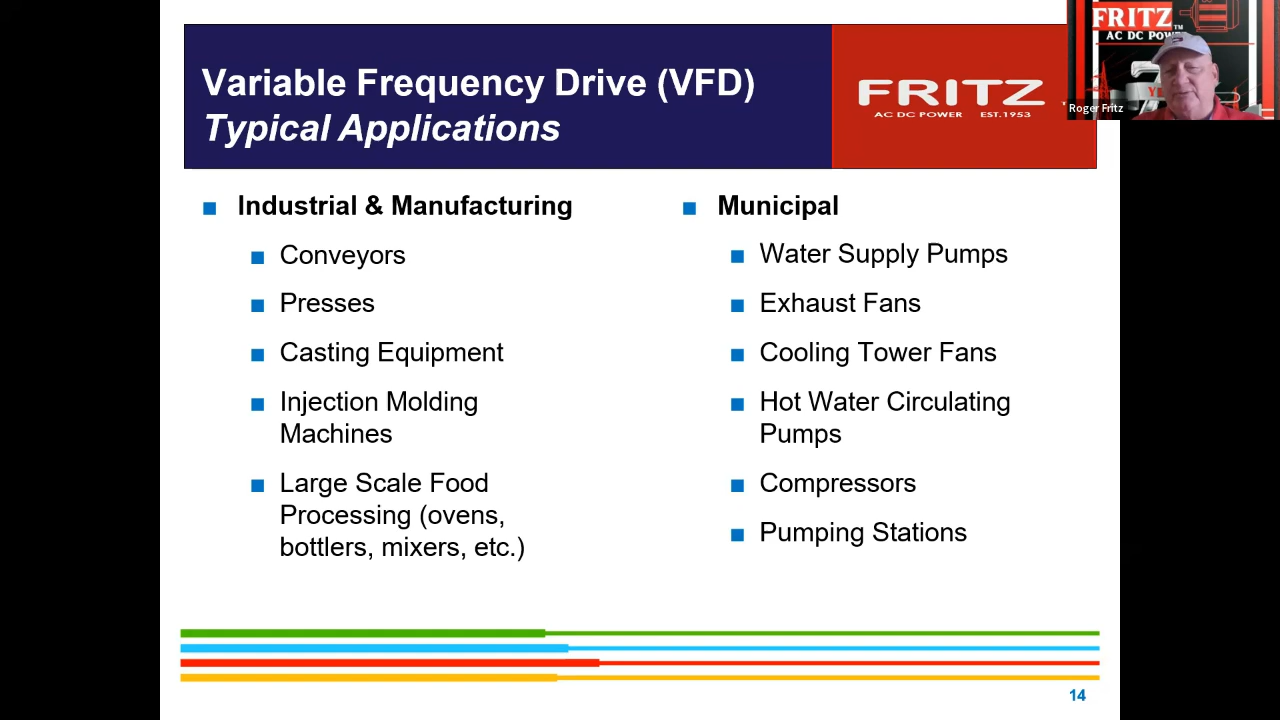 Variable Frequency Drive (VFD)
Typical Applications
FRITZ
AC DC POWER EST.1953
FRITZ™
AC DC POWER
Roger Fritz
Industrial & Manufacturing
Conveyors
Presses
Casting Equipment
Injection Molding
Machines
Large Scale Food
Processing (ovens,
bottlers, mixers, etc.)
Municipal
Water Supply Pumps
Exhaust Fans
Cooling Tower Fans
Hot Water Circulating
Pumps
Compressors
Pumping Stations
14